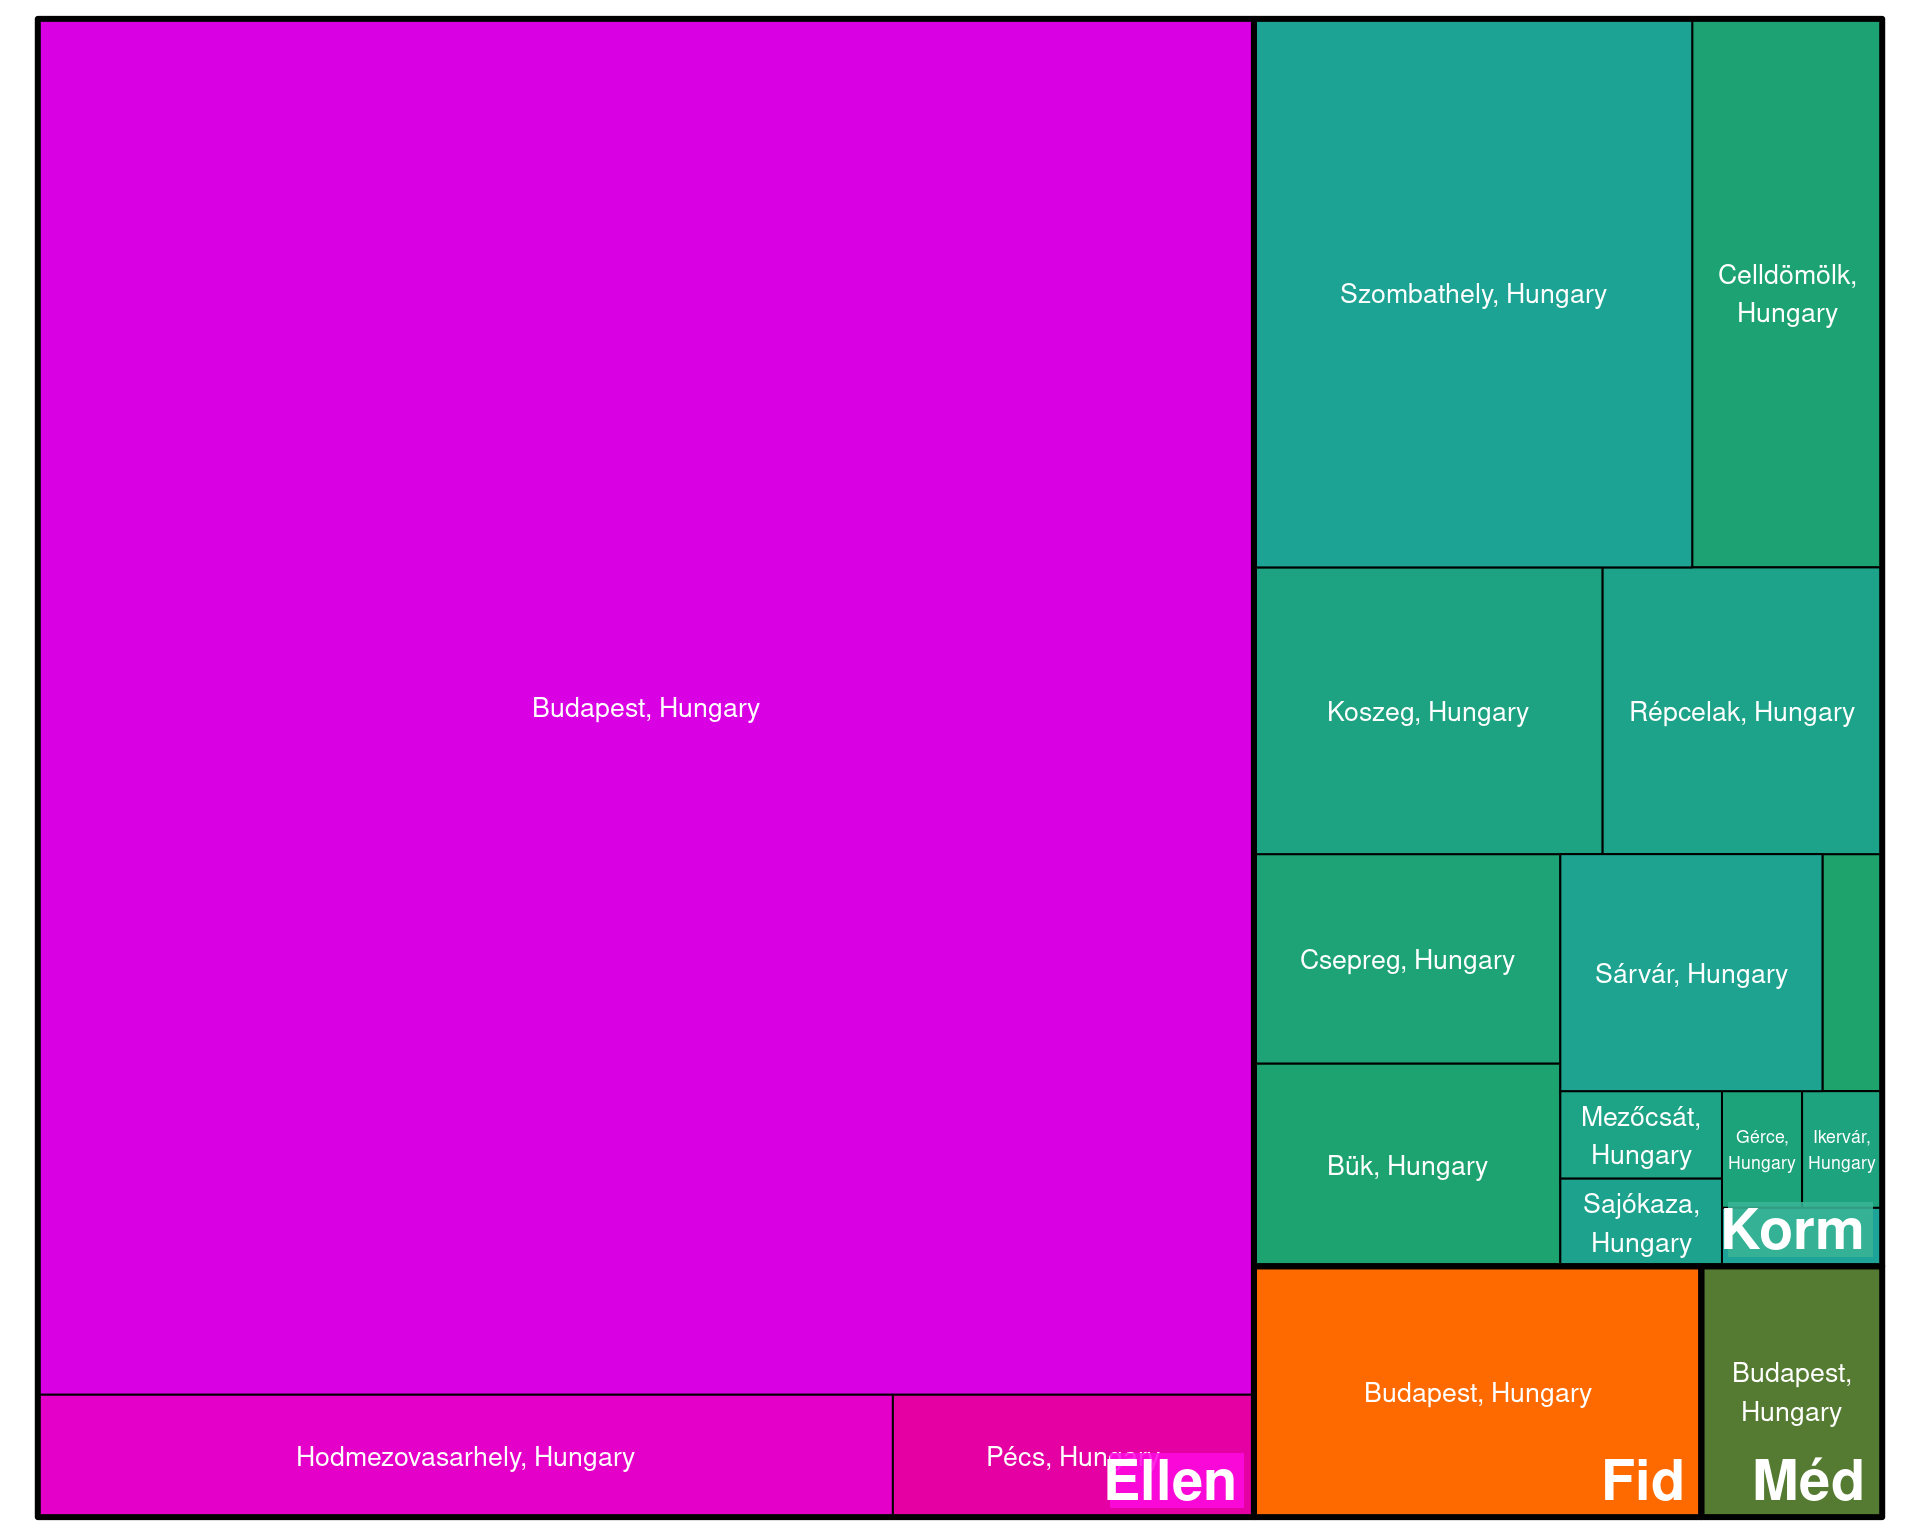 Budapest, Hungary
Hodmezovasarhely, Hungary
Pécs, Hungary
Ellen
Szombathely, Hungary
Celldömölk,
Hungary
Koszeg, Hungary
Répcelak, Hungary
Csepreg, Hungary
Sárvár, Hungary
Bük, Hungary
Mezőcsát,
Hungary
Gérce,
Hungary
Ikervár,
Hungary
Sajókaza,
Hungary
Korm
Budapest, Hungary
Fid
Budapest,
Hungary
Méd